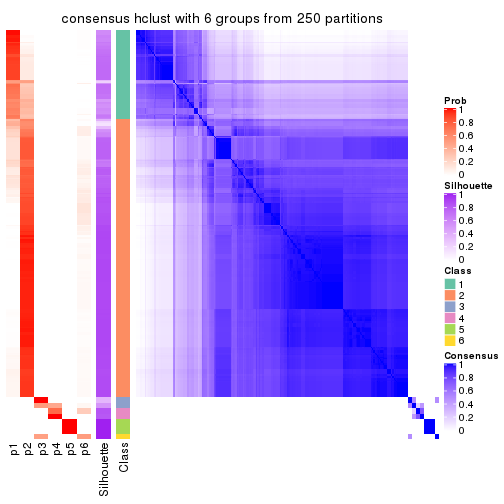 consensus hclust with 6 groups from 250 partitions
Prob
1
0.8
0.6
0.4
0.2
0
Silhouette
1
0.8
0.6
0.4
0.2
0
Class
1
2
3
4
5
6
Consensus
1
0.8
0.6
0.4
0.2
0
p1
p2
p3
p4
p5
p6
Silhouette
Class